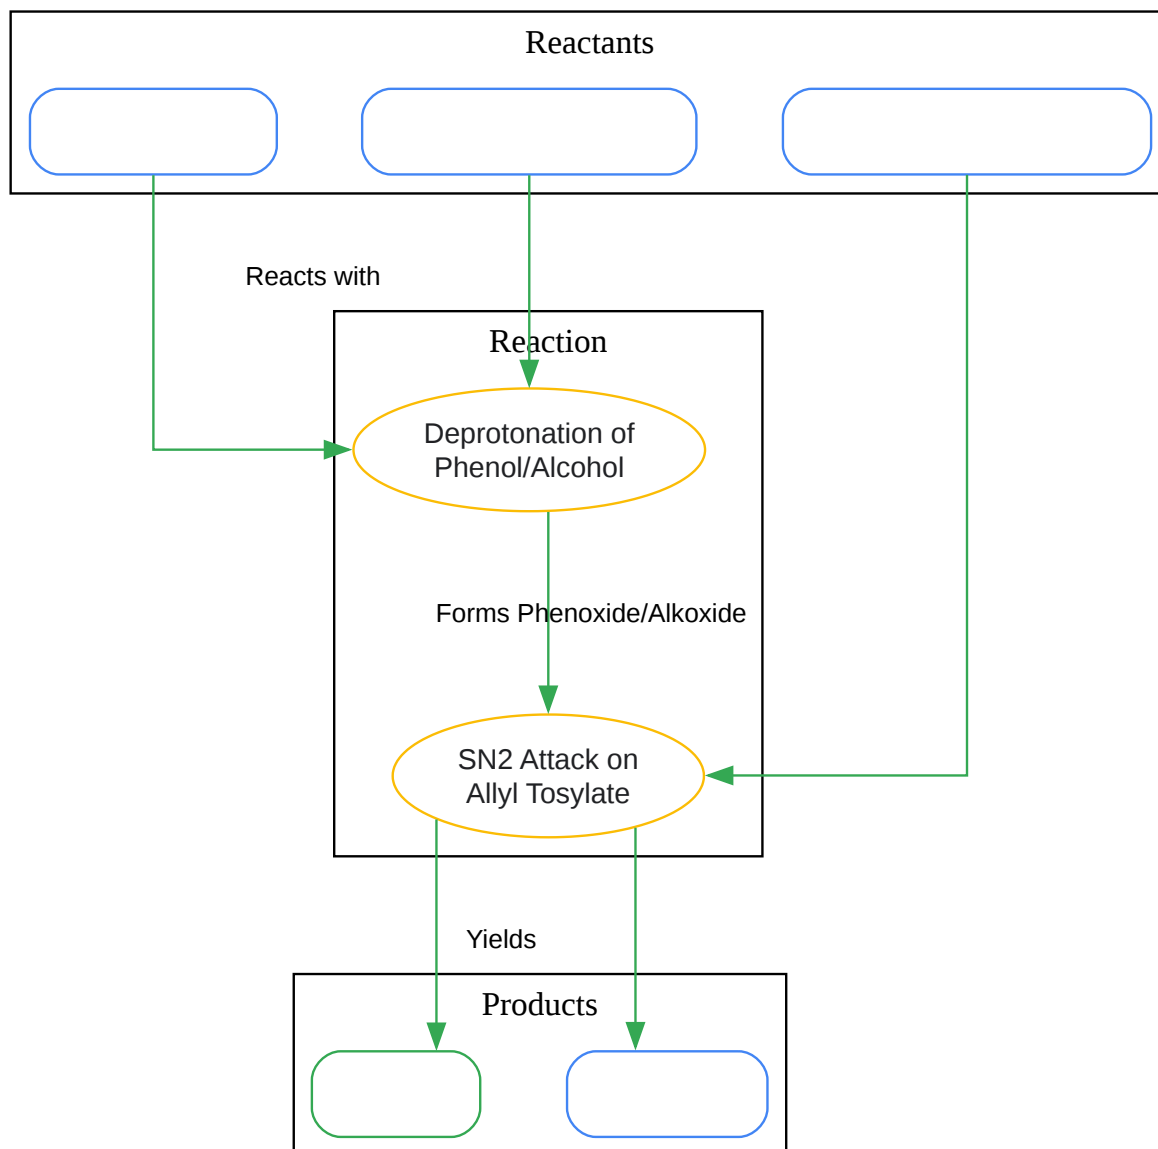 Reactants
Reacts with
Reaction
Deprotonation of
Phenol/Alcohol
Forms Phenoxide/Alkoxide
SN2 Attack on
Allyl Tosylate
Yields
Products